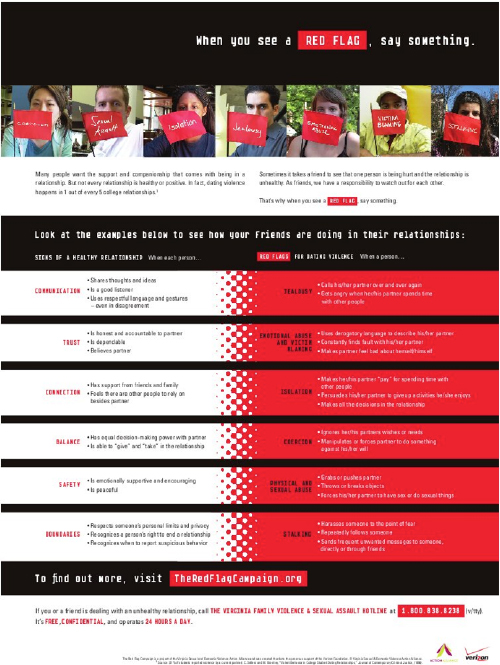 When you see a RED FLAG, say something.
Sexual Assault
Isolation
Jealousy
EMOTIONAL ABUSE
VICTIM BLAMING
STALKING
Many people want the support and companionship that comes with being in a
relationship. But not every relationship is healthy or positive. In fact, dating violence
happens in 1 out of every 5 college relationships.¹
Sometimes it takes a friend to see that one person is being hurt and the relationship is
unhealthy. As friends, we have a responsibility to watch out for each other.
That's why when you see a RED FLAG, say something.
Look at the examples below to see how your friends are doing in their relationships:
SIGNS OF A HEALTHY RELATIONSHIP When each person...
RED FLAGS FOR DATING VIOLENCE When a person...
COMMUNICATION
• Shares thoughts and ideas
• Is a good listener
• Uses respectful language and gestures
—even in disagreement
JEALOUSY
• Calls his/her partner over and over again
• Gets angry when he/his partner spends time
with other people
TRUST
• Is honest and accountable to partner
• Is dependable
• Believes partner
EMOTIONAL ABUSE
AND VICTIM
BLAMING
• Uses derogatory language to describe his/her partner
• Constantly finds fault with his/her partner
• Makes partner feel bad about herself/himself
CONNECTION
• Has support from friends and family
• Feels there are other people to rely on
besides partner
ISOLATION
• Makes he/his partner "pay" for spending time with
other people
• Persuades his/her partner to give up activities he/she enjoys
• Makes all the decisions in the relationship
BALANCE
• Has equal decision-making power with partner
• Is able to "give" and "take" in the relationship
COERCION
• Ignores her/his partners wishes or needs
• Manipulates or forces partner to do something
against his/her will
SAFETY
• Is emotionally supportive and encouraging
• Is peaceful
PHYSICAL AND
SEXUAL ABUSE
• Grabs or pushes partner
• Throws or breaks objects
• Forces his/her partner to have sex or do sexual things
BOUNDARIES
• Respects someone's personal limits and privacy
• Recognizes a person's right to end a relationship
• Recognizes when to report suspicious behavior
STALKING
• Harasses someone to the point of fear
• Repeatedly follows someone
• Sends frequent unwanted messages to someone,
directly or through friends
To find out more, visit TheRedFlagCampaign.org
If you or a friend is dealing with an unhealthy relationship, call THE VIRGINIA FAMILY VIOLENCE & SEXUAL ASSAULT HOTLINE at 1.800.838.8238 (v/tty).
It's FREE, CONFIDENTIAL, and operates 24 HOURS A DAY.
verizon